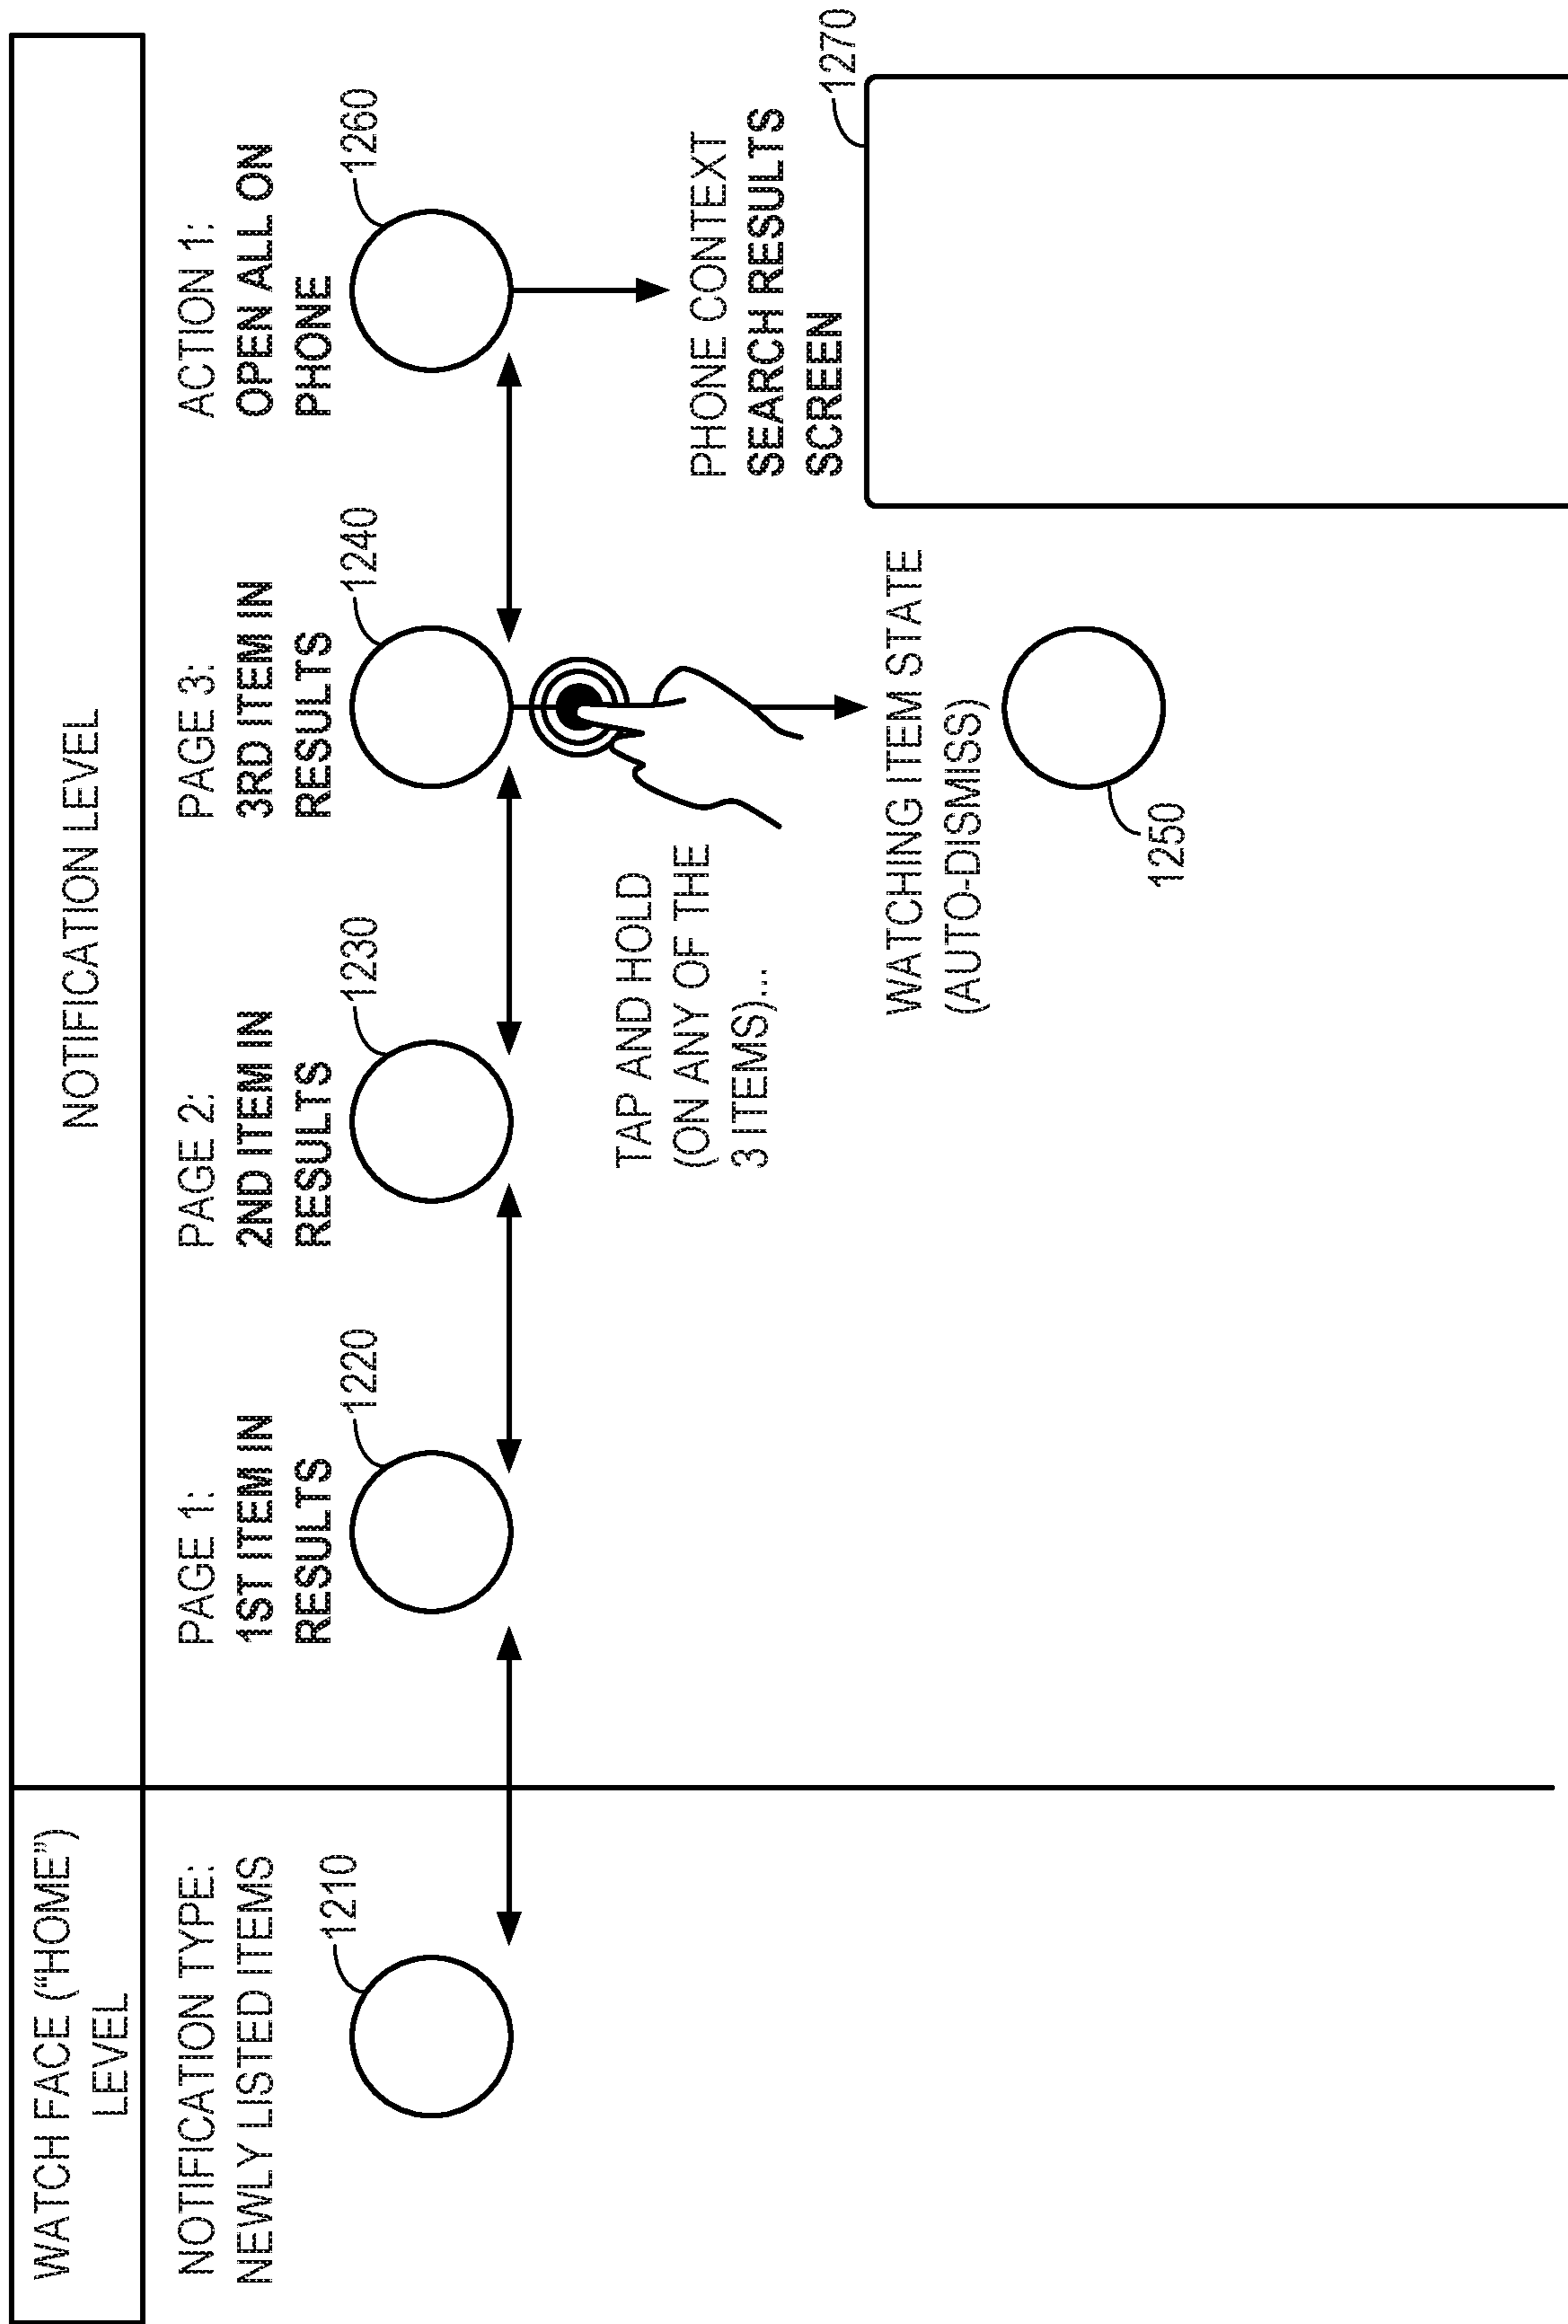 WATCH FACE (“HOME”)
LEVEL
NOTIFICATION LEVEL
NOTIFICATION TYPE:
NEWLY LISTED ITEMS
1210
PAGE 1:
1ST ITEM IN
RESULTS
1220
PAGE 2:
2ND ITEM IN
RESULTS
1230
PAGE 3:
3RD ITEM IN
RESULTS
1240
ACTION 1:
OPEN ALL ON
PHONE
1260
TAP AND HOLD
(ON ANY OF THE
3 ITEMS)...
WATCHING ITEM STATE
(AUTO-DISMISS)
1250
PHONE CONTEXT
SEARCH RESULTS
SCREEN
1270